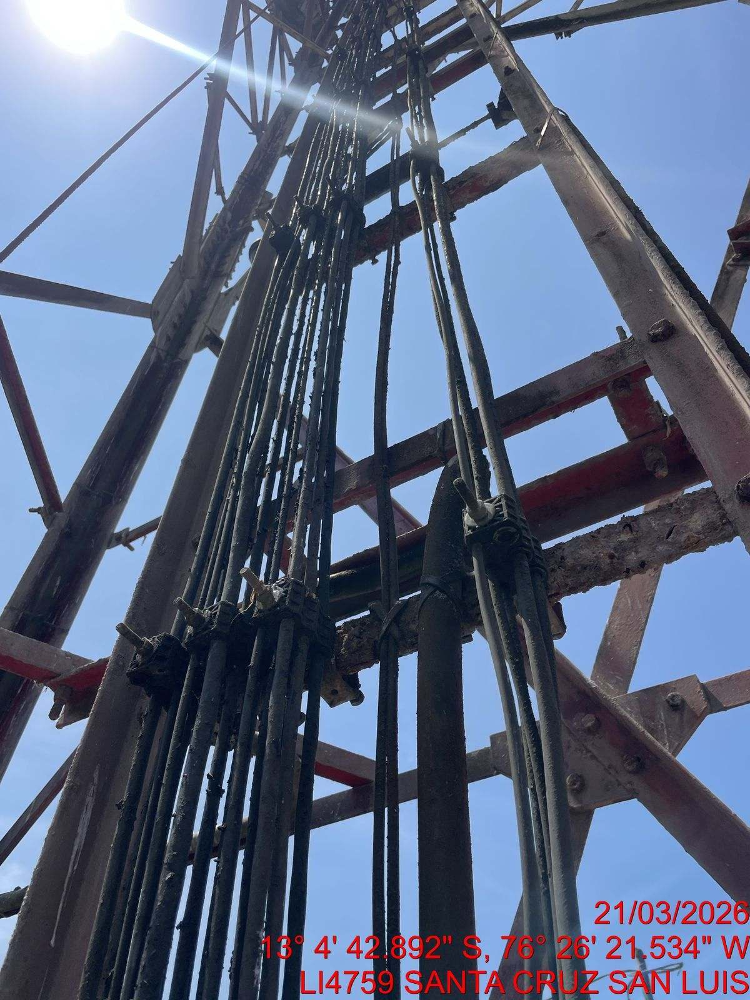 21/03/2026
13° 4' 42.892" S, 76° 26' 21.534" W
LI4759 SANTA CRUZ SAN LUIS